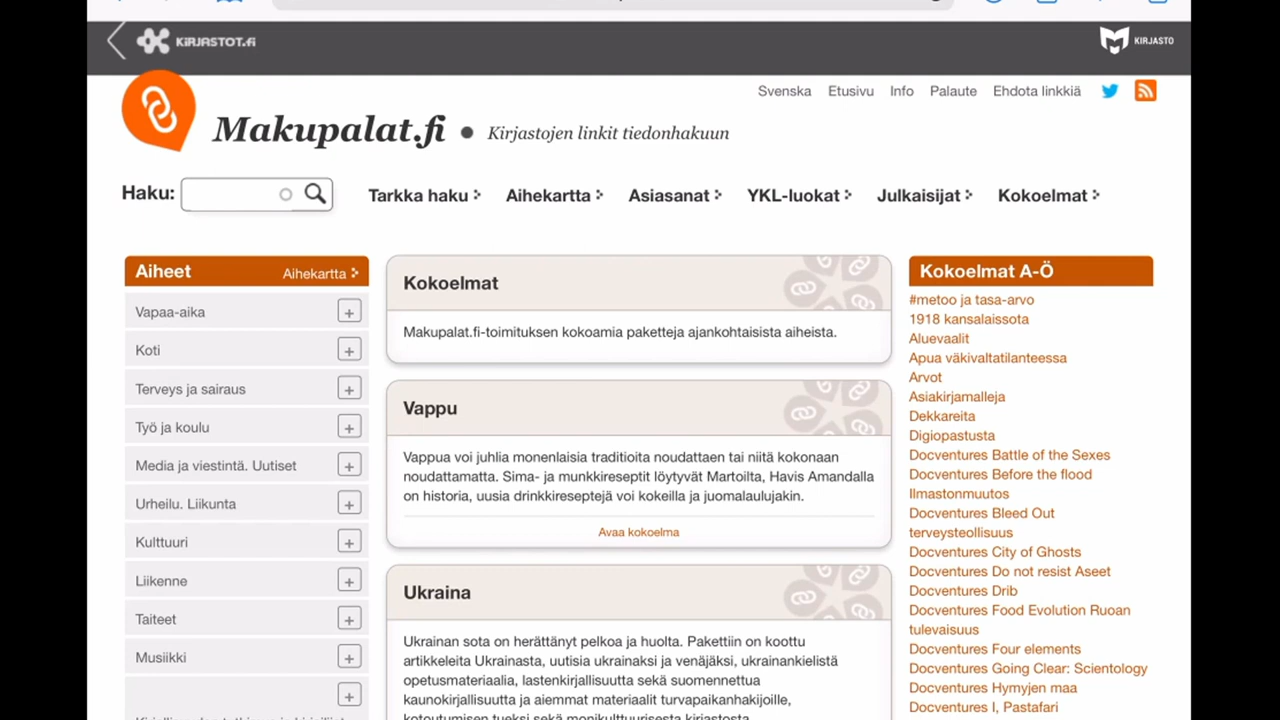 KIRJASTOT.fi
KIRJASTO
Svenska Etusivu Info Palaute Ehdota linkkiä
Makupalat.fi • Kirjastojen linkit tiedonhakuun
Haku:
Tarkka haku Aihekartta Asiasanat YKL-luokat Julkaisijat Kokoelmat
Aiheet Aihekartta
Vapaa-aika
Koti
Terveys ja sairaus
Työ ja koulu
Media ja viestintä. Uutiset
Urheilu. Liikunta
Kulttuuri
Liikenne
Taiteet
Musiikki
Kokoelmat
Makupalat.fi-toimituksen kokoamia paketteja ajankohtaisista aiheista.
Vappu
Vappua voi juhlia monenlaisia traditioita noudattaen tai niitä kokonaan
noudattamatta. Sima- ja munkkireseptit löytyvät Martoilta, Havis Amandalla
on historia, uusia drinkkireseptejä voi kokeilla ja juomalaulujakin.
Avaa kokoelma
Ukraina
Ukrainan sota on herättänyt pelkoa ja huolta. Pakettiin on koottu
artikkeleita Ukrainasta, uutisia ukrainaksi ja venäjäksi, ukrainankielistä
opetusmateriaalia, lastenkirjallisuutta sekä suomennettua
kaunokirjallisuutta ja aiemmat materiaalit turvapaikanhakijoille,
kotoutumisen tueksi sekä monikulttuurisesta kirjastosta.
Kokoelmat A-Ö
#metoo ja tasa-arvo
1918 kansalaissota
Aluevaalit
Apua väkivaltatilanteessa
Arvot
Asiakirjamalleja
Dekkareita
Digiopastusta
Docventures Battle of the Sexes
Docventures Before the flood
Ilmastonmuutos
Docventures Bleed Out
terveysteollisuus
Docventures City of Ghosts
Docventures Do not resist Aseet
Docventures Drib
Docventures Food Evolution Ruoan
tulevaisuus
Docventures Four elements
Docventures Going Clear: Scientology
Docventures Hymyjen maa
Docventures I, Pastafari